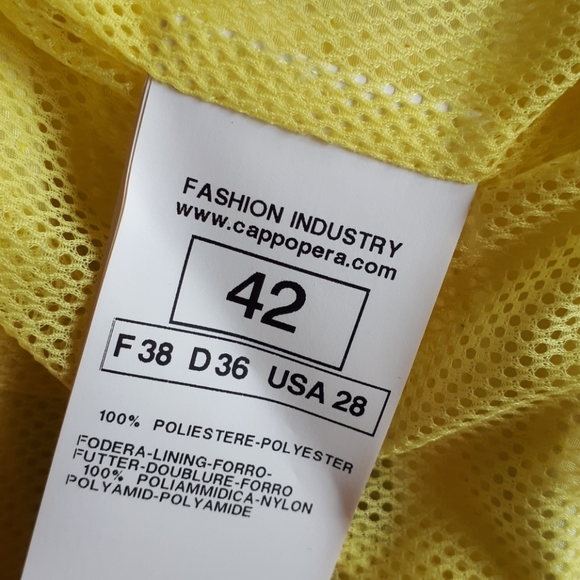 FASHION INDUSTRY
www.cappopera.com
42
F 38 D 36 USA 28
100% POLIESTERE-POLYESTER
FODERA-LINING-FORRO-
FUTTER-DOUBLURE-FORRO
100% POLIAMMIDICA-NYLON
POLYAMID-POLYAMIDE